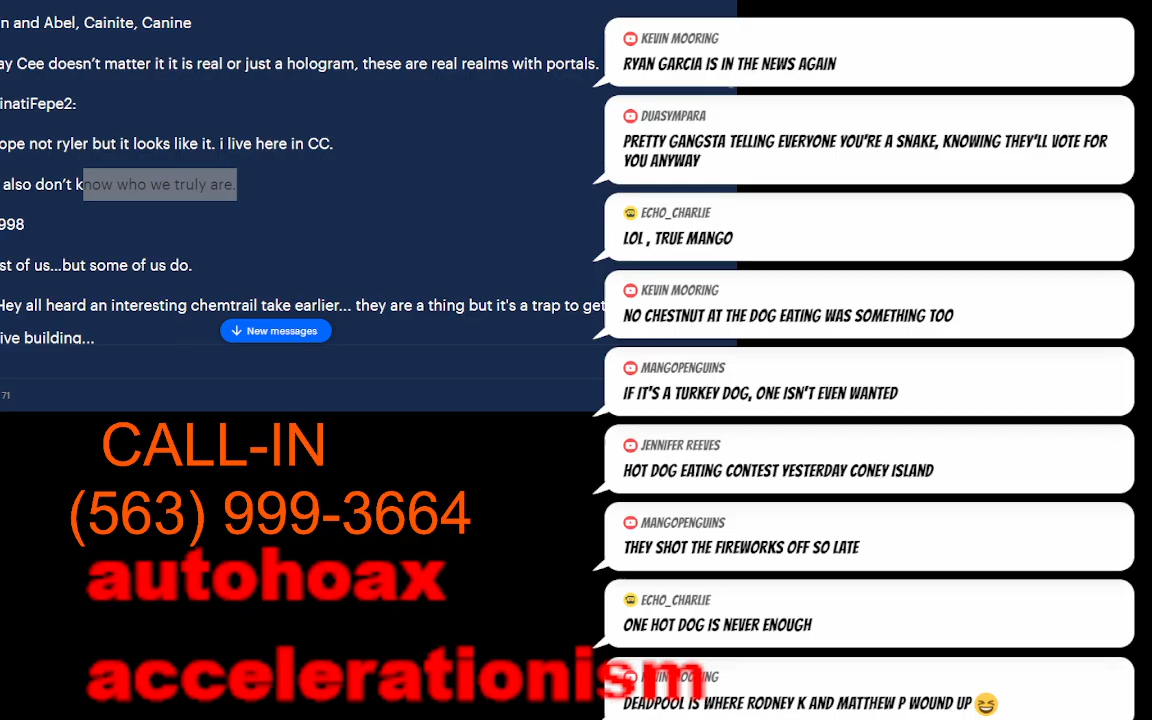 n and Abel, Cainite, Canine
ay Cee doesn't matter it it is real or just a hologram, these are real realms with portals.
inatiFepe2:
ope not ryler but it looks like it. i live here in CC.
also don't know who we truly are.
998
st of us...but some of us do.
Hey all heard an interesting chemtrail take earlier... they are a thing but it's a trap to get
ive building...
New messages
71
CALL-IN
(563) 999-3664
autohoax
accelerationism
KEVIN MOORING
RYAN GARCIA IS IN THE NEWS AGAIN
DUASYMPARA
PRETTY GANGSTA TELLING EVERYONE YOU'RE A SNAKE, KNOWING THEY'LL VOTE FOR
YOU ANYWAY
ECHO_CHARLIE
LOL , TRUE MANGO
KEVIN MOORING
NO CHESTNUT AT THE DOG EATING WAS SOMETHING TOO
MANGOPENGUINS
IF IT'S A TURKEY DOG, ONE ISN'T EVEN WANTED
JENNIFER REEVES
HOT DOG EATING CONTEST YESTERDAY CONEY ISLAND
MANGOPENGUINS
THEY SHOT THE FIREWORKS OFF SO LATE
ECHO_CHARLIE
ONE HOT DOG IS NEVER ENOUGH
KEVIN MOORING
DEADPOOL IS WHERE RODNEY K AND MATTHEW P WOUND UP 😆